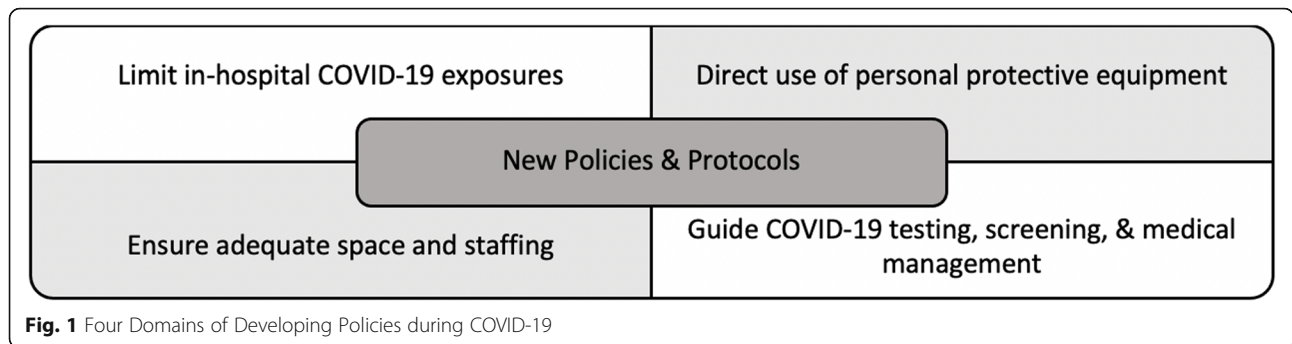 Limit in-hospital COVID-19 exposures
Direct use of personal protective equipment
New Policies & Protocols
Ensure adequate space and staffing
Guide COVID-19 testing, screening, & medical
management
Fig. 1 Four Domains of Developing Policies during COVID-19